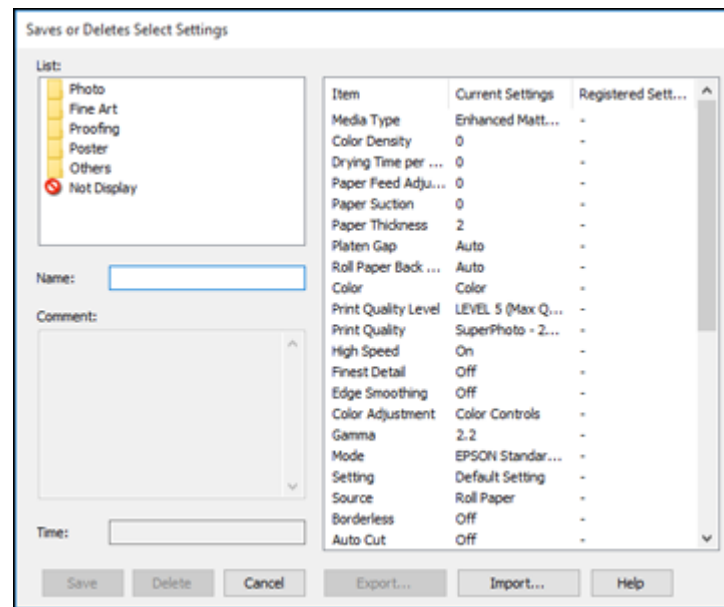 Saves or Deletes Select Settings
List:
Photo
Fine Art
Proofing
Poster
Others
Not Display
Name:
Comment:
Time:
Item Current Settings Registered Sett...
Media Type Enhanced Matt... -
Color Density 0 -
Drying Time per ... 0 -
Paper Feed Adju... 0 -
Paper Suction 0 -
Paper Thickness 2 -
Platen Gap Auto -
Roll Paper Back ... Auto -
Color Color -
Print Quality Level LEVEL 5 (Max Q... -
Print Quality SuperPhoto - 2... -
High Speed On -
Finest Detail Off -
Edge Smoothing Off -
Color Adjustment Color Controls -
Gamma 2.2 -
Mode EPSON Standar... -
Setting Default Setting -
Source Roll Paper -
Borderless Off -
Auto Cut Off -
Save Delete Cancel Export... Import... Help